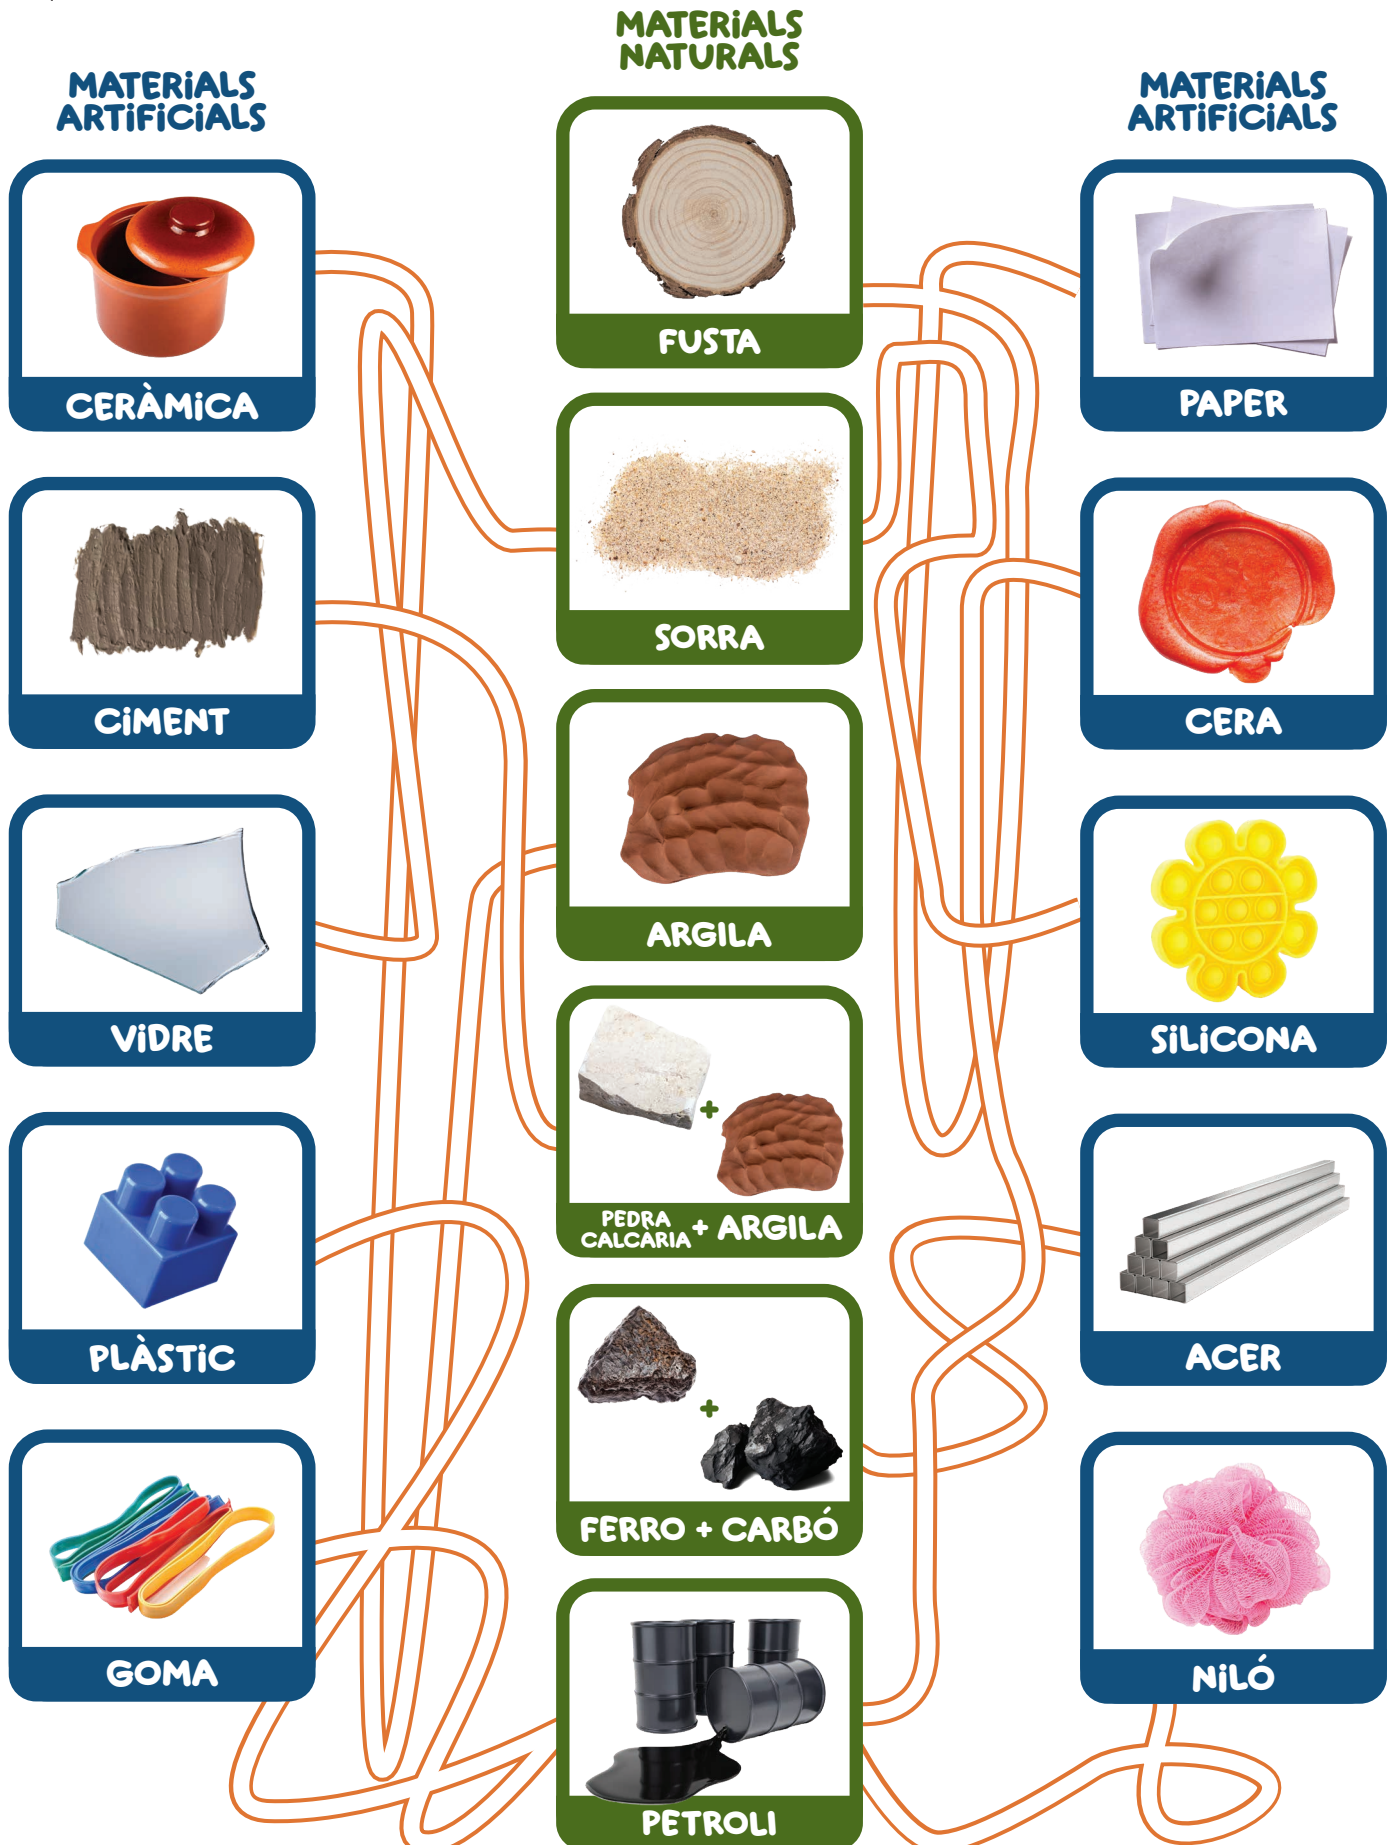 MATERiALS
NATURALS
MATERiALS
ARTiFiCiALS
MATERiALS
ARTiFiCiALS
FUSTA
CERÀMiCA
PAPER
SORRA
CiMENT
CERA
ARGILA
ViDRE
SiLiCONA
+
PEDRA
CALCÀRIA + ARGILA
PLÀSTiC
ACER
+
FERRO + CARBÓ
GOMA
NiLÓ
PETROLI